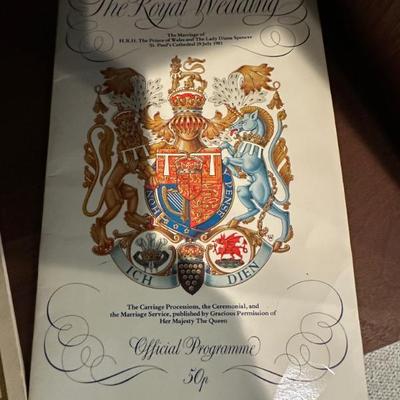 The Royal Wedding
The Marriage of
H.R.H. The Prince of Wales and The Lady Diana Spencer
St. Paul's Cathedral 29 July 1981
HON
Y PENSE
ICH DIEN
The Carriage Processions, the Ceremonial, and
the Marriage Service, published by Gracious Permission of
Her Majesty The Queen
Official Programme
50p